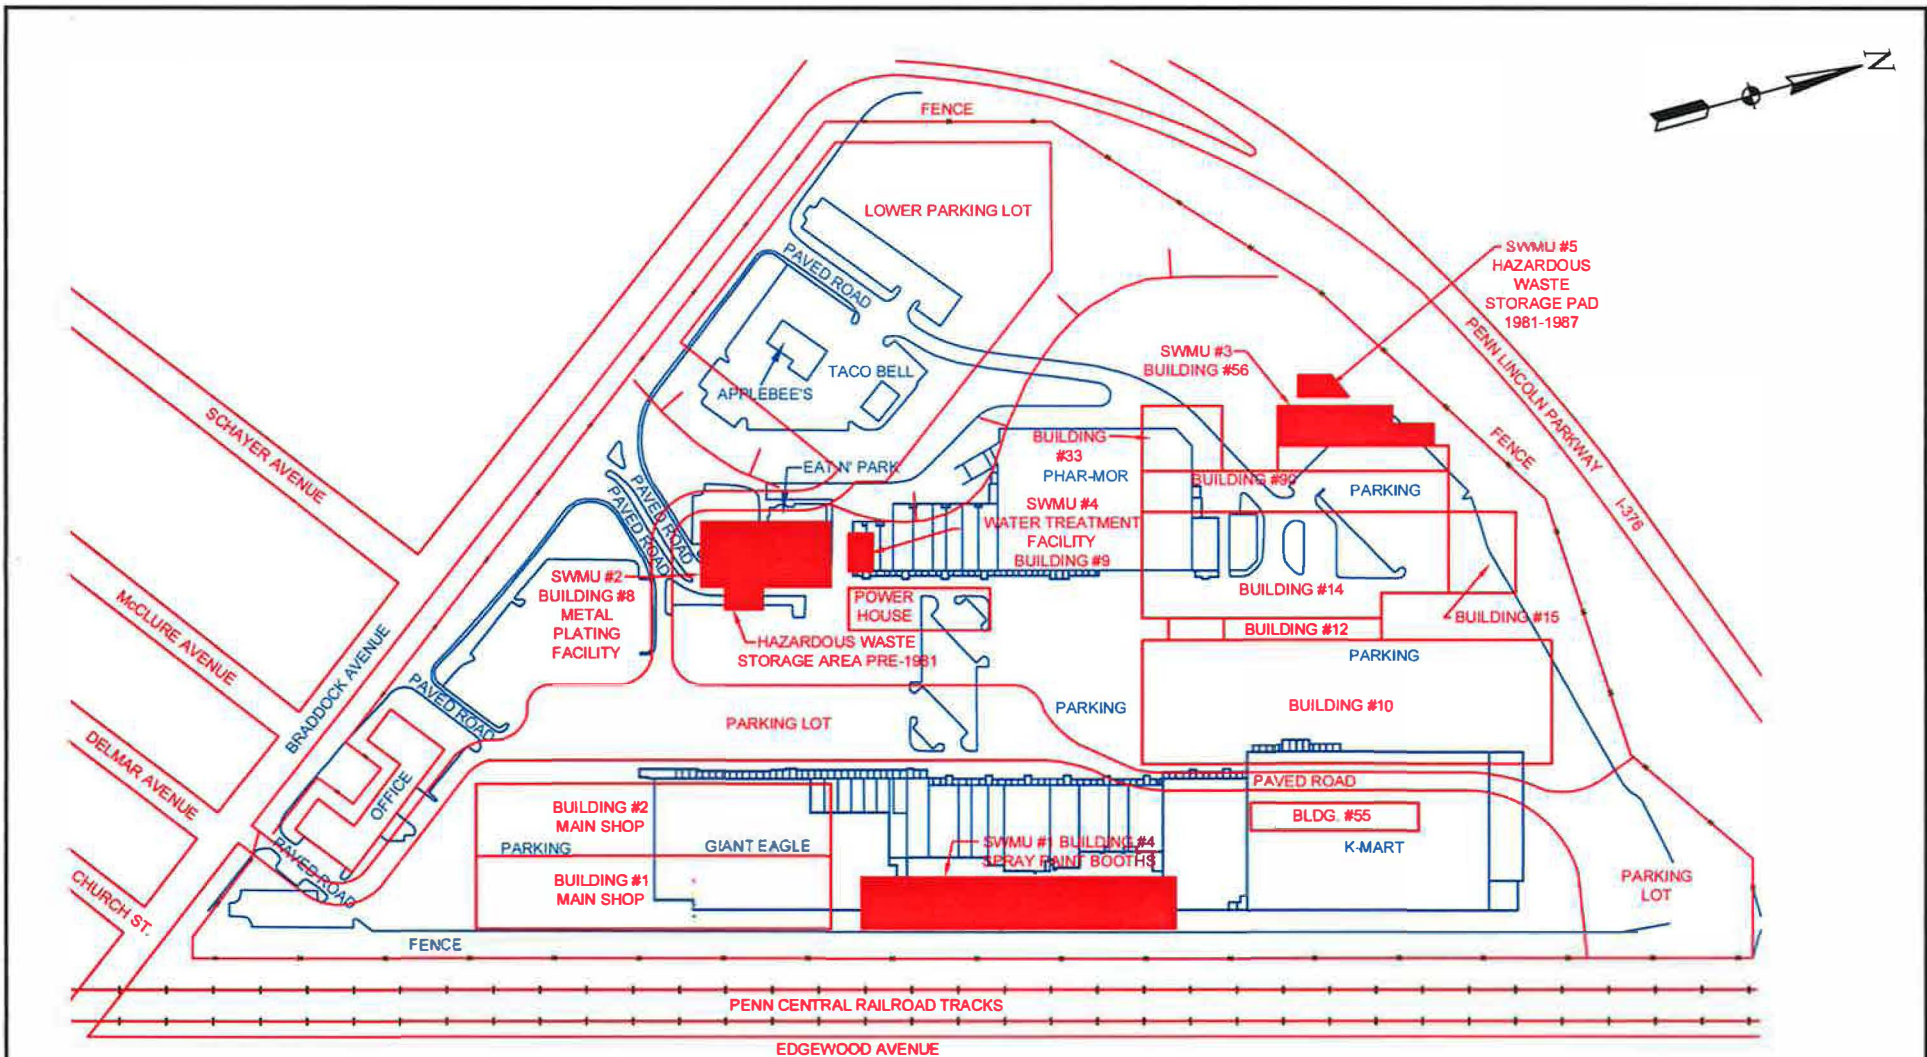 N
FENCE
LOWER PARKING LOT
PAVED ROAD
SWMU #5
HAZARDOUS
WASTE
STORAGE PAD
1981-1987
PENN LINCOLN PARKWAY
I-376
SWMU #3
BUILDING #56
TACO BELL
APPLEBEE'S
SCHAYER AVENUE
BUILDING
#33
PHAR-MOR
FENCE
EAT N' PARK
BUILDING #90
PARKING
PAVED ROAD
PAVED ROAD
SWMU #4
WATER TREATMENT
FACILITY
BUILDING #9
SWMU #2
BUILDING #8
METAL
PLATING
FACILITY
POWER
HOUSE
BUILDING #14
BUILDING #15
BUILDING #12
HAZARDOUS WASTE
STORAGE AREA PRE-1981
PARKING
McCLURE AVENUE
BRADDOCK AVENUE
PAVED ROAD
PARKING LOT
PARKING
BUILDING #10
DELMAR AVENUE
OFFICE
PAVED ROAD
BUILDING #2
MAIN SHOP
BLDG. #55
PARKING
GIANT EAGLE
SWMU #1 BUILDING #4
SPRAY PAINT BOOTHS
K-MART
PAVED ROAD
BUILDING #1
MAIN SHOP
PARKING
LOT
CHURCH ST.
FENCE
PENN CENTRAL RAILROAD TRACKS
EDGEWOOD AVENUE